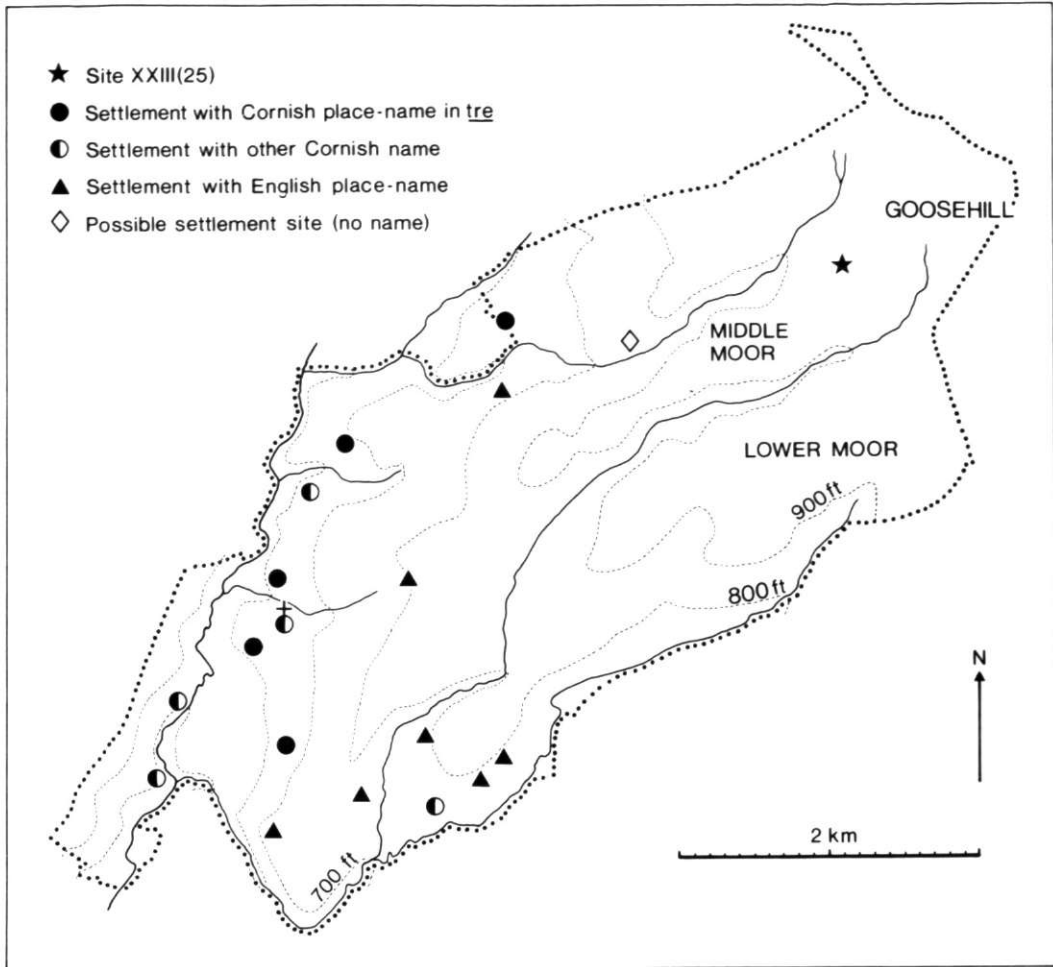 Site XXIII(25)
Settlement with Cornish place-name in tre
Settlement with other Cornish name
Settlement with English place-name
Possible settlement site (no name)
GOOSEHILL
MIDDLE
MOOR
LOWER MOOR
900 ft
800 ft
N
2 km
700 ft